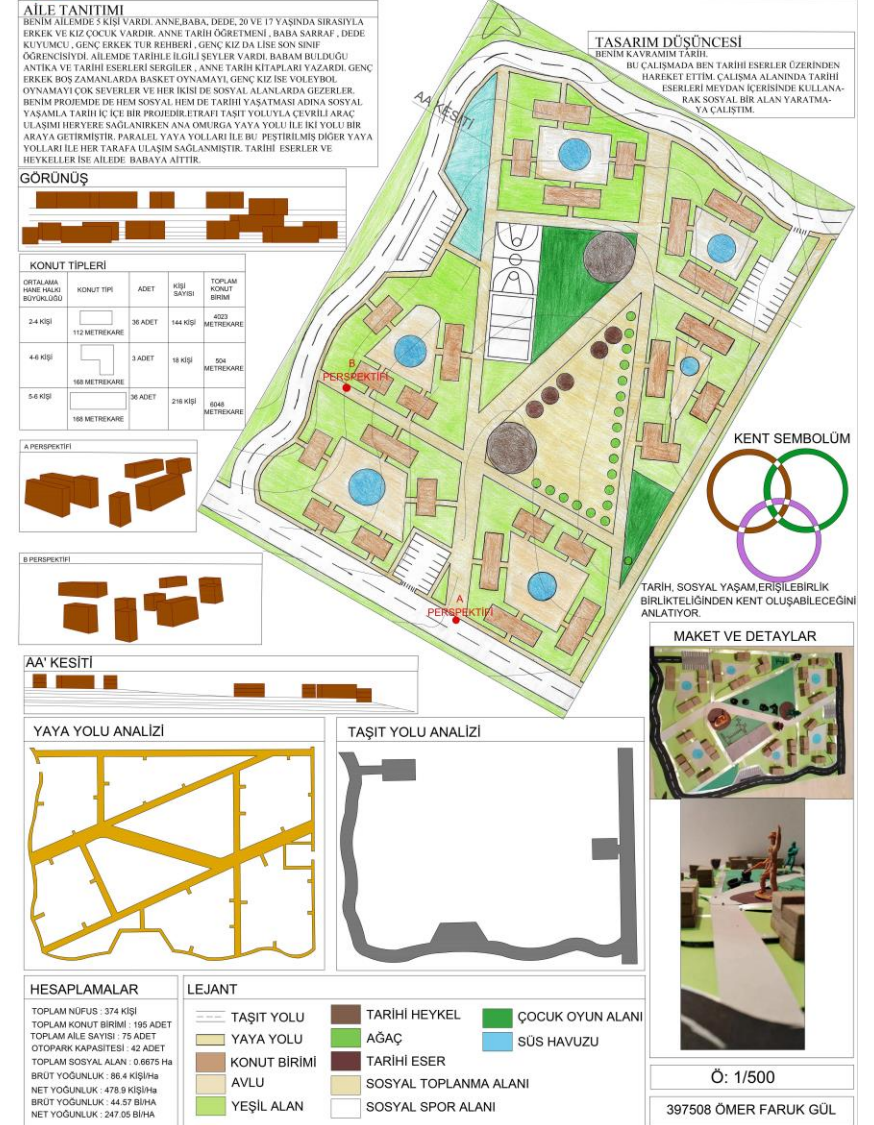 AİLE TANITIMI
BENİM AİLEMDE 5 KİŞİ VARDI. ANNE,BABA, DEDE, 20 VE 17 YAŞINDA SIRASIYLA
ERKEK VE KIZ ÇOCUK VARDIR. ANNE TARİH ÖĞRETMENİ , BABA SARRAF , DEDE
KUYUMCU , GENÇ ERKEK TUR REHBERİ , GENÇ KIZ DA LİSE SON SINIF
ÖĞRENCİSİYDİ. AİLEMDE TARİHLE İLGİLİ ŞEYLER VARDI. BABAM BULDUĞU
ANTİKA VE TARİHİ ESERLERİ SERGİLER , ANNE TARİH KİTAPLARI YAZARDI. GENÇ
ERKEK BOŞ ZAMANLARDA BASKET OYNAMAYI, GENÇ KIZ İSE VOLEYBOL
OYNAMAYI ÇOK SEVERLER VE HER İKİSİ DE SOSYAL ALANLARDA GEZERLER.
BENİM PROJEMDE DE HEM SOSYAL HEM DE TARİHİ YAŞATMASI ADINA SOSYAL
YAŞAMLA TARİH İÇ İÇE BİR PROJEDİR.ETRAFI TAŞIT YOLUYLA ÇEVRİLİ ARAÇ
ULAŞIMI HERYERE SAĞLANIRKEN ANA OMURGA YAYA YOLU İLE İKİ YOLU BİR
ARAYA GETİRMİŞTİR. PARALEL YAYA YOLLARI İLE BU PEŞTİRİLMİŞ DİĞER YAYA
YOLLARI İLE HER TARAFA ULAŞIM SAĞLANMIŞTIR. TARİHİ ESERLER VE
HEYKELLER İSE AİLEDE BABAYA AİTTİR.
TASARIM DÜŞÜNCESİ
BENİM KAVRAMIM TARİH.
BU ÇALIŞMADA BEN TARİHİ ESERLER ÜZERİNDEN
HAREKET ETTİM. ÇALIŞMA ALANINDA TARİHİ
ESERLERİ MEYDAN İÇERİSİNDE KULLANA-
RAK SOSYAL BİR ALAN YARATMA-
YA ÇALIŞTIM.
AA' KESİTİ
GÖRÜNÜŞ
KONUT TİPLERİ
ORTALAMA HANE HALKI BÜYÜKLÜĞÜ KONUT TİPİ ADET KİŞİ SAYISI TOPLAM KONUT BİRİMİ
2-4 KİŞİ 112 METREKARE 36 ADET 144 KİŞİ 4023 METREKARE
4-6 KİŞİ 168 METREKARE 3 ADET 18 KİŞİ 504 METREKARE
5-6 KİŞİ 168 METREKARE 36 ADET 216 KİŞİ 6048 METREKARE
B
PERSPEKTİFİ
A
PERSPEKTİFİ
A PERSPEKTİFİ
B PERSPEKTİFİ
KENT SEMBOLÜM
TARİH, SOSYAL YAŞAM,ERİŞİLEBİRLİK
BİRLİKTELİĞİNDEN KENT OLUŞABİLECEĞİNİ
ANLATIYOR.
MAKET VE DETAYLAR
AA' KESİTİ
YAYA YOLU ANALİZİ
TAŞIT YOLU ANALİZİ
HESAPLAMALAR
TOPLAM NÜFUS : 374 KİŞİ
TOPLAM KONUT BİRİMİ : 195 ADET
TOPLAM AİLE SAYISI : 75 ADET
OTOPARK KAPASİTESİ : 42 ADET
TOPLAM SOSYAL ALAN : 0.6675 Ha
BRÜT YOĞUNLUK : 86.4 KİŞİ/Ha
NET YOĞUNLUK : 478.9 KİŞİ/Ha
BRÜT YOĞUNLUK : 44.57 Bİ/HA
NET YOĞUNLUK : 247.05 Bİ/HA
LEJANT
TAŞIT YOLU
YAYA YOLU
KONUT BİRİMİ
AVLU
YEŞİL ALAN
TARİHİ HEYKEL
AĞAÇ
TARİHİ ESER
SOSYAL TOPLANMA ALANI
SOSYAL SPOR ALANI
ÇOCUK OYUN ALANI
SÜS HAVUZU
Ö: 1/500
397508 ÖMER FARUK GÜL